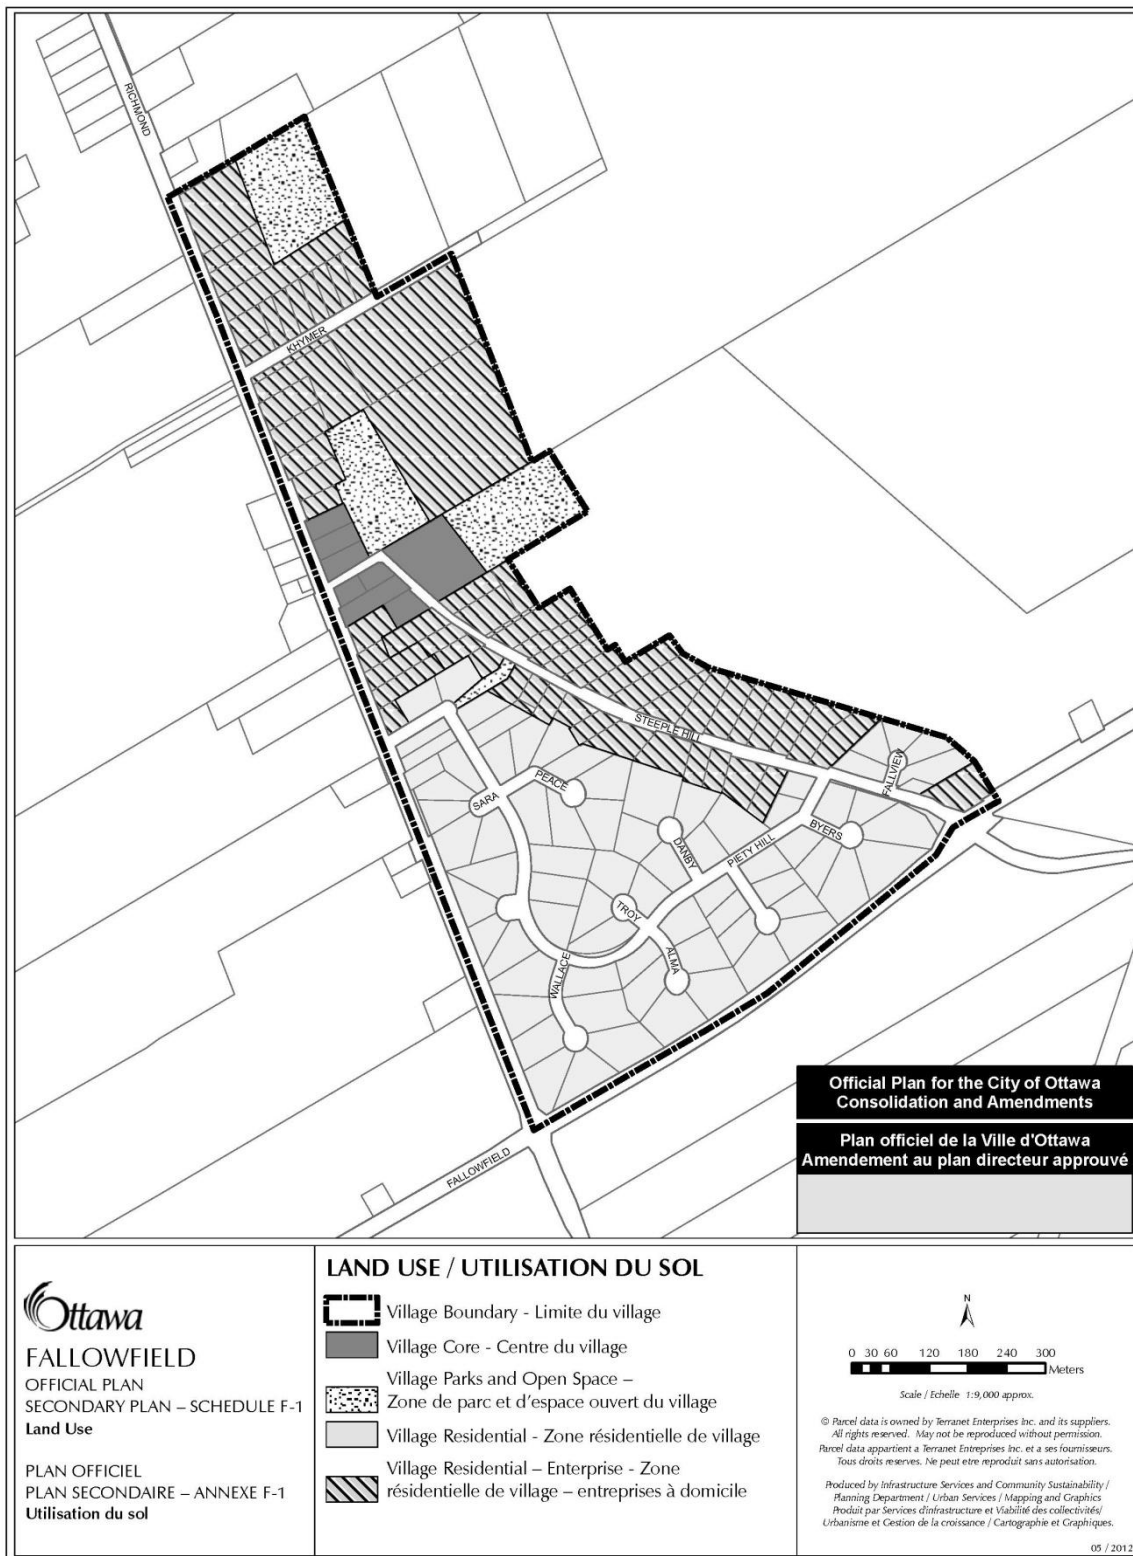 RICHMOND
KHYMER
STEEPLE HILL
FALLVIEW
PEACE
SARA
BYERS
DANBY
PIETY HILL
TROY
ALMA
WALLACE
FALLOWFIELD
Official Plan for the City of Ottawa
Consolidation and Amendments
Plan officiel de la Ville d'Ottawa
Amendement au plan directeur approuvé
Ottawa
FALLOWFIELD
OFFICIAL PLAN
SECONDARY PLAN – SCHEDULE F-1
Land Use
PLAN OFFICIEL
PLAN SECONDAIRE – ANNEXE F-1
Utilisation du sol
LAND USE / UTILISATION DU SOL
Village Boundary - Limite du village
Village Core - Centre du village
Village Parks and Open Space –
Zone de parc et d'espace ouvert du village
Village Residential - Zone résidentielle de village
Village Residential – Enterprise - Zone
résidentielle de village – entreprises à domicile
N
0 30 60 120 180 240 300
Meters
Scale / Echelle 1:9,000 approx.
© Parcel data is owned by Terranet Enterprises Inc. and its suppliers.
All rights reserved. May not be reproduced without permission.
Parcel data appartient a Terranet Entreprises Inc. et a ses fournisseurs.
Tous droits reserves. Ne peut etre reproduit sans autorisation.
Produced by Infrastructure Services and Community Sustainability /
Planning Department / Urban Services / Mapping and Graphics
Produit par Services d'infrastructure et Viabilité des collectivités/
Urbanisme et Gestion de la croissance / Cartographie et Graphiques.
05 / 2012